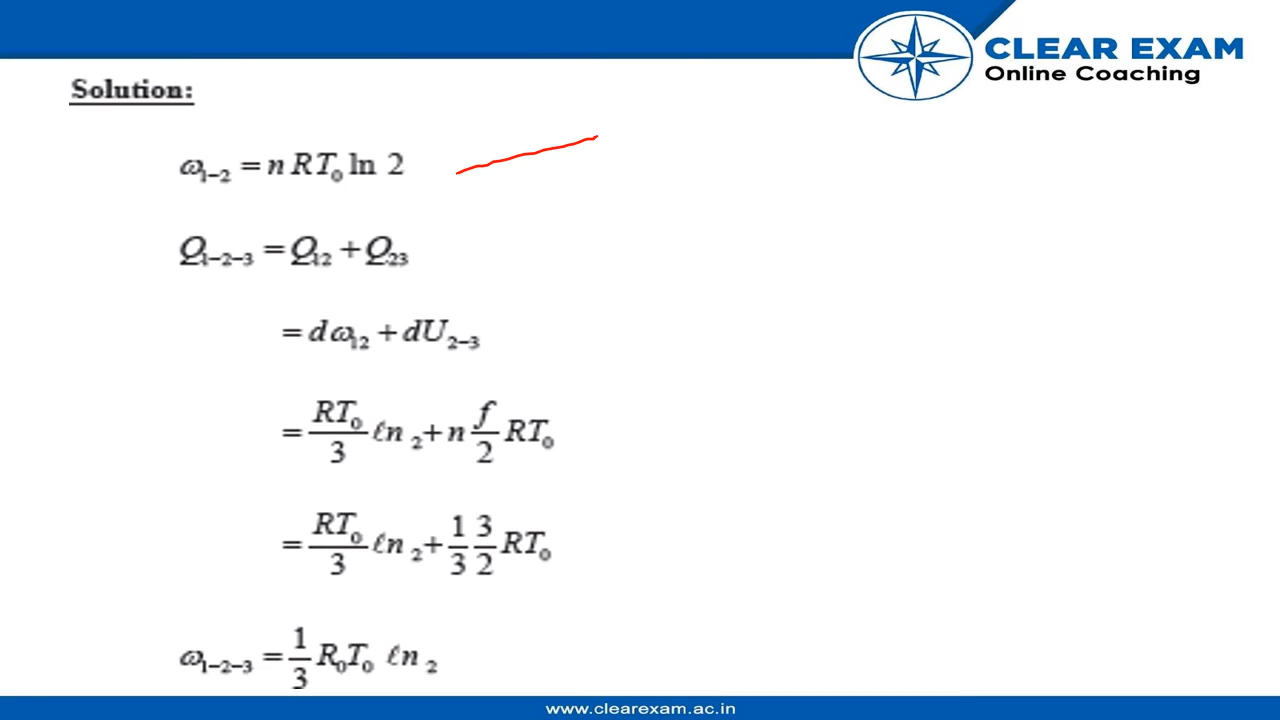 CLEAR EXAM
Online Coaching
Solution:
ω₁₋₂ = n RT₀ ln 2
Q₁₋₂₋₃ = Q₁₂ + Q₂₃
= dω₁₂ + dU₂₋₃
= RT₀/3 ℓn ₂ + n f/2 RT₀
= RT₀/3 ℓn ₂ + 1/3 3/2 RT₀
ω₁₋₂₋₃ = 1/3 R₀T₀ ℓn ₂
www.clearexam.ac.in